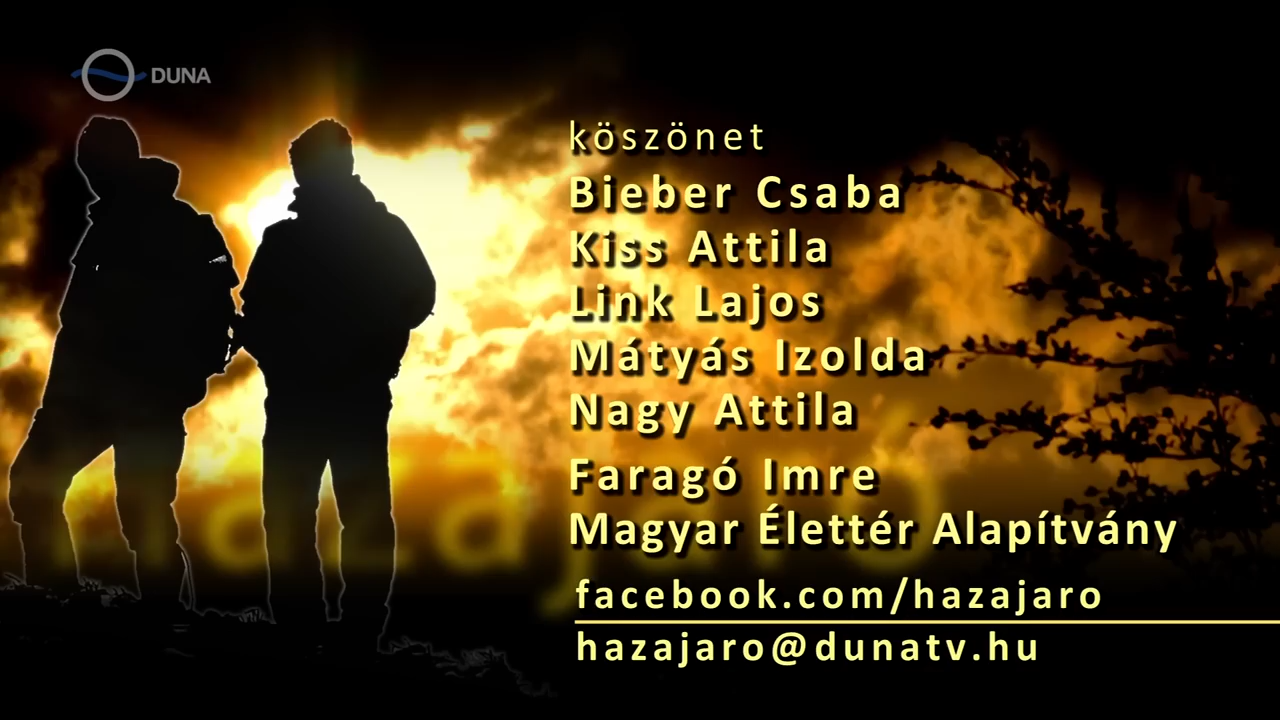 DUNA
köszönet
Bieber Csaba
Kiss Attila
Link Lajos
Mátyás Izolda
Nagy Attila
Faragó Imre
Magyar Élettér Alapítvány
hazajáró
facebook.com/hazajaro
hazajaro@dunatv.hu